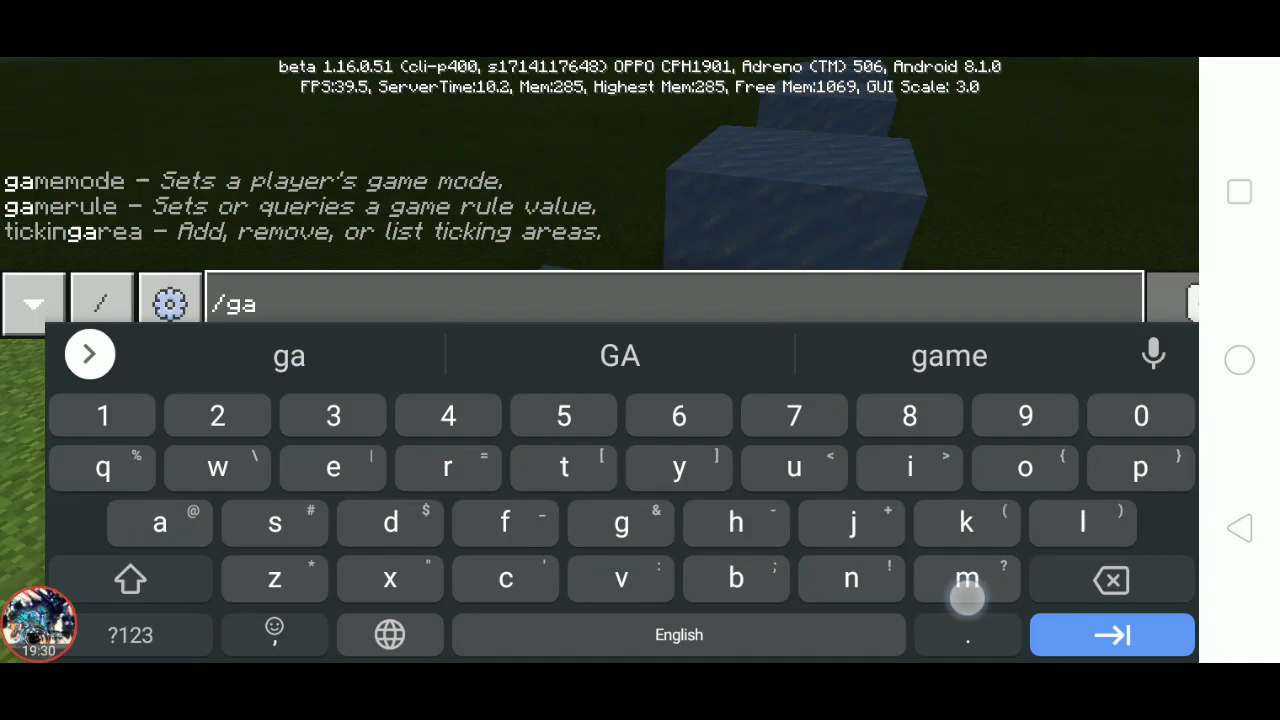 beta 1.16.0.51 (cli-p400, s1714117648) OPPO CPH1901, Adreno (TM) 506, Android 8.1.0
FPS:39.5, ServerTime:10.2, Mem:285, Highest Mem:285, Free Mem:1069, GUI Scale: 3.0
gamemode – Sets a player's game mode.
gamerule – Sets or queries a game rule value.
tickingarea – Add, remove, or list ticking areas.
/ /ga
ga GA game
1 2 3 4 5 6 7 8 9 0
q % w \ e | r = t [ y ] u < i > o { p }
a @ s # d $ f _ g & h - j + k ( l )
z * x " c ' v : b ; n ! m ?
?123 , English .
19:30